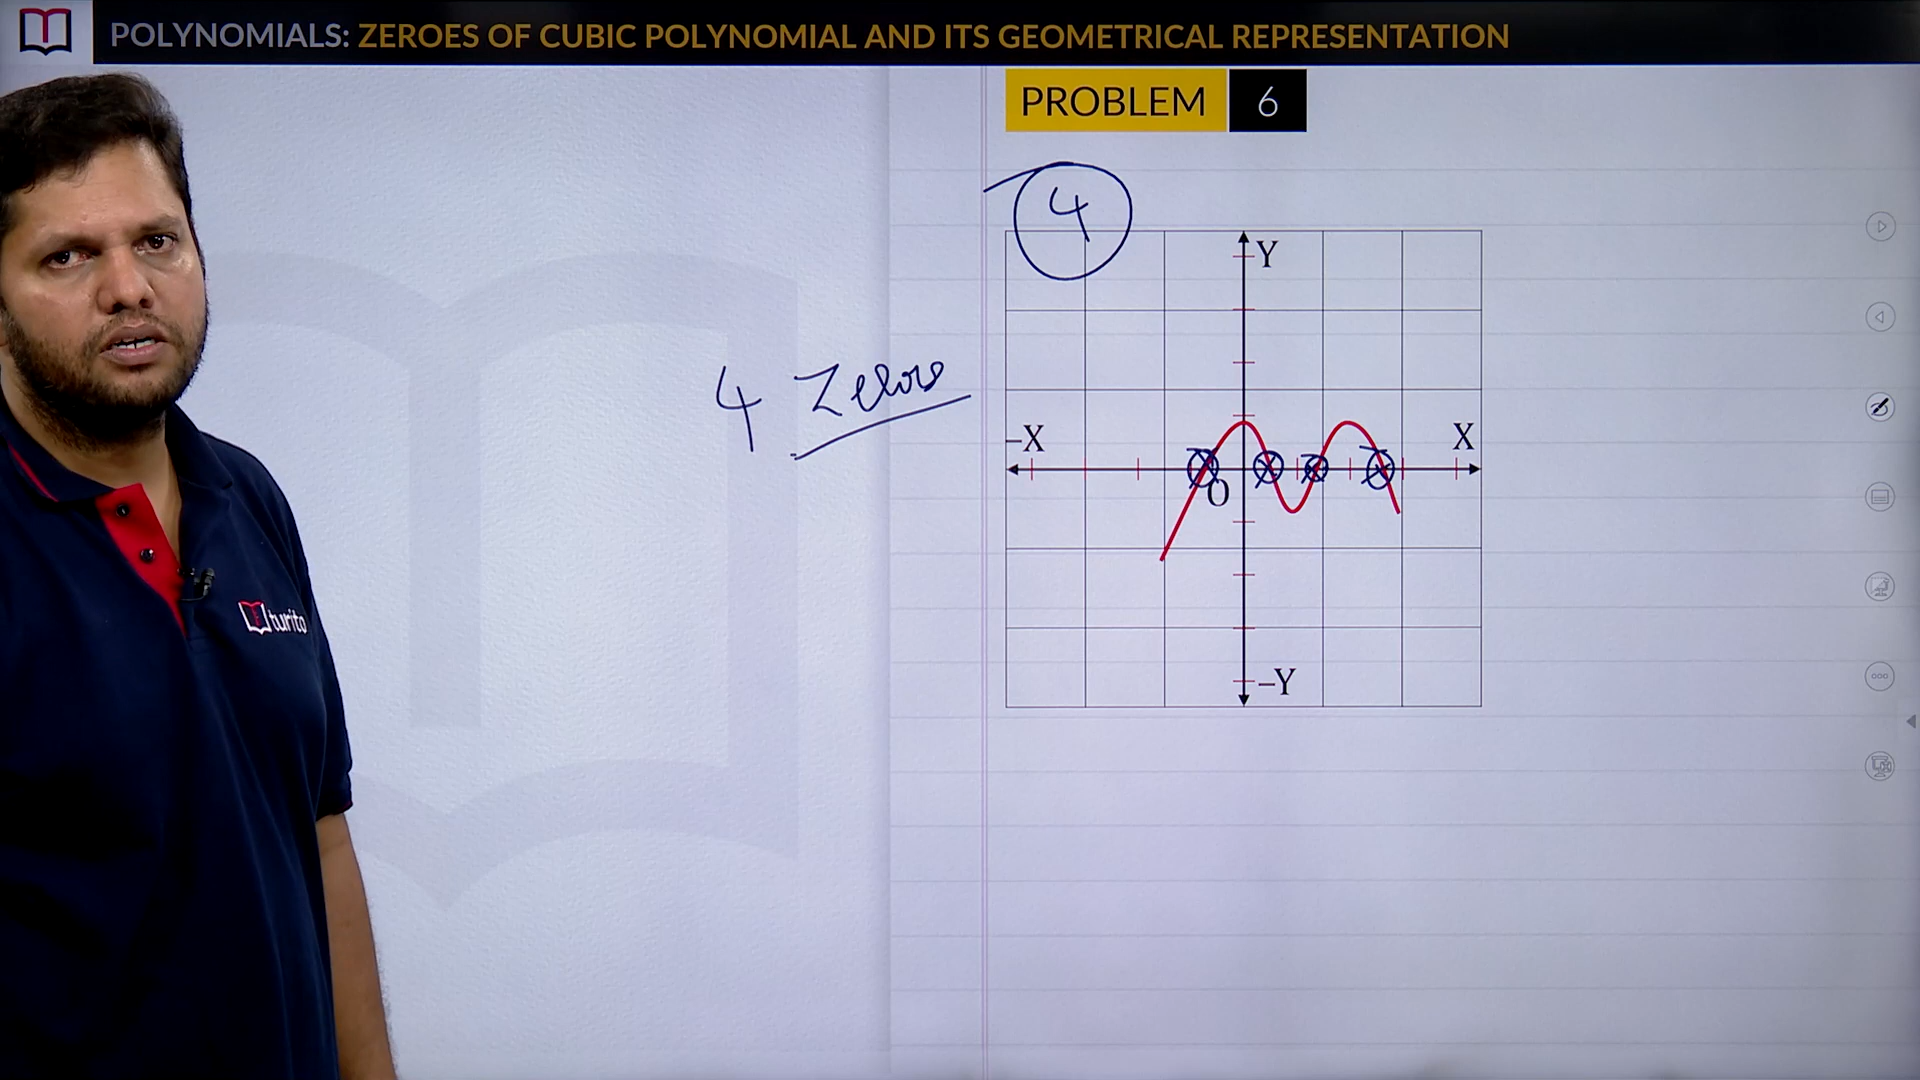 POLYNOMIALS: ZEROES OF CUBIC POLYNOMIAL AND ITS GEOMETRICAL REPRESENTATION
PROBLEM 6
4
Y
4 Zeros
–X
X
O
–Y
turito